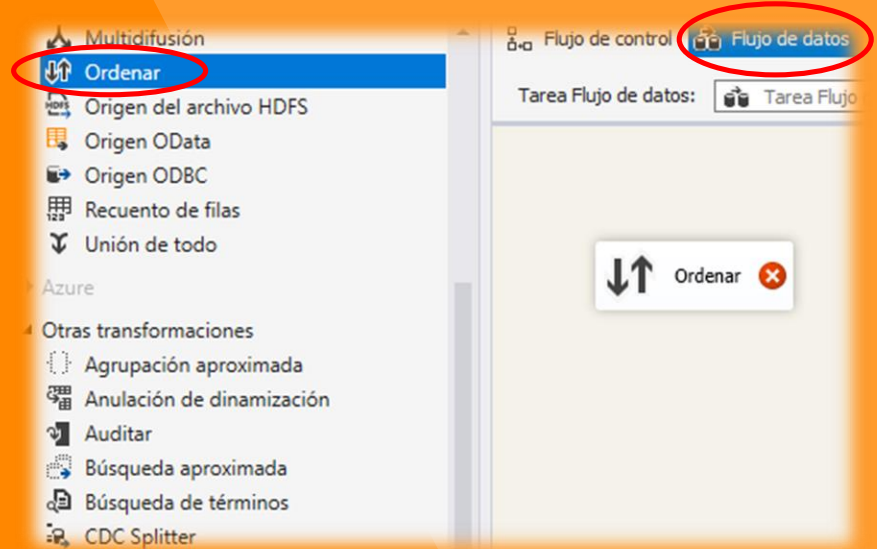 Multidifusión
Ordenar
HDFS Origen del archivo HDFS
Origen OData
Origen ODBC
123 Recuento de filas
Unión de todo
Azure
Otras transformaciones
Agrupación aproximada
Anulación de dinamización
Auditar
Búsqueda aproximada
Búsqueda de términos
CDC Splitter
Flujo de control Flujo de datos
Tarea Flujo de datos: Tarea Flujo
Ordenar